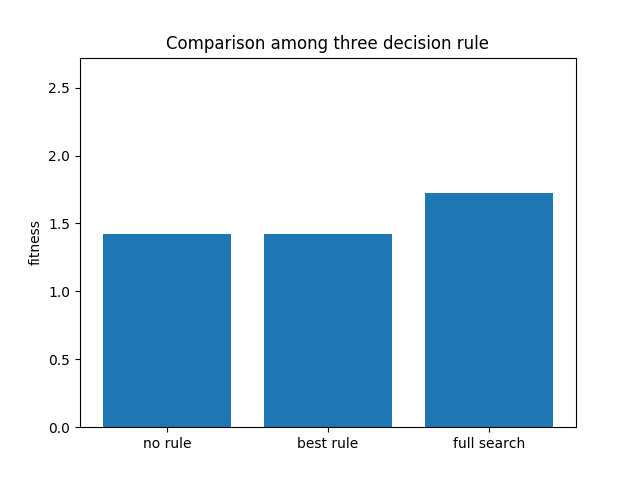 Comparison among three decision rule
2.5
2.0
1.5
1.0
0.5
0.0
fitness
no rule
best rule
full search